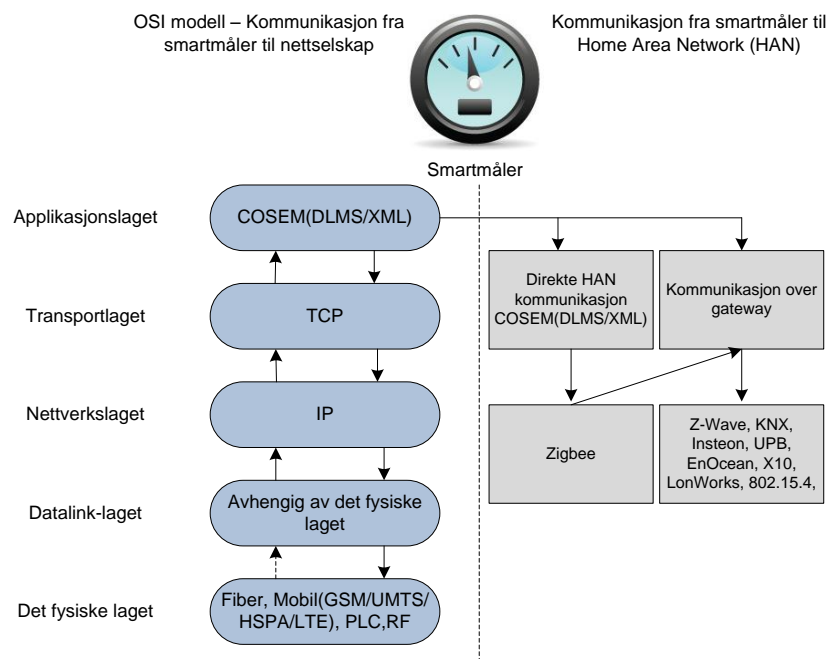 OSI modell – Kommunikasjon fra
smartmåler til nettselskap
Kommunikasjon fra smartmåler til
Home Area Network (HAN)
Smartmåler
Applikasjonslaget
COSEM(DLMS/XML)
Direkte HAN
kommunikasjon
COSEM(DLMS/XML)
Kommunikasjon over
gateway
Transportlaget
TCP
Nettverkslaget
IP
Zigbee
Z-Wave, KNX,
Insteon, UPB,
EnOcean, X10,
LonWorks, 802.15.4,
Datalink-laget
Avhengig av det fysiske
laget
Det fysiske laget
Fiber, Mobil(GSM/UMTS/
HSPA/LTE), PLC,RF